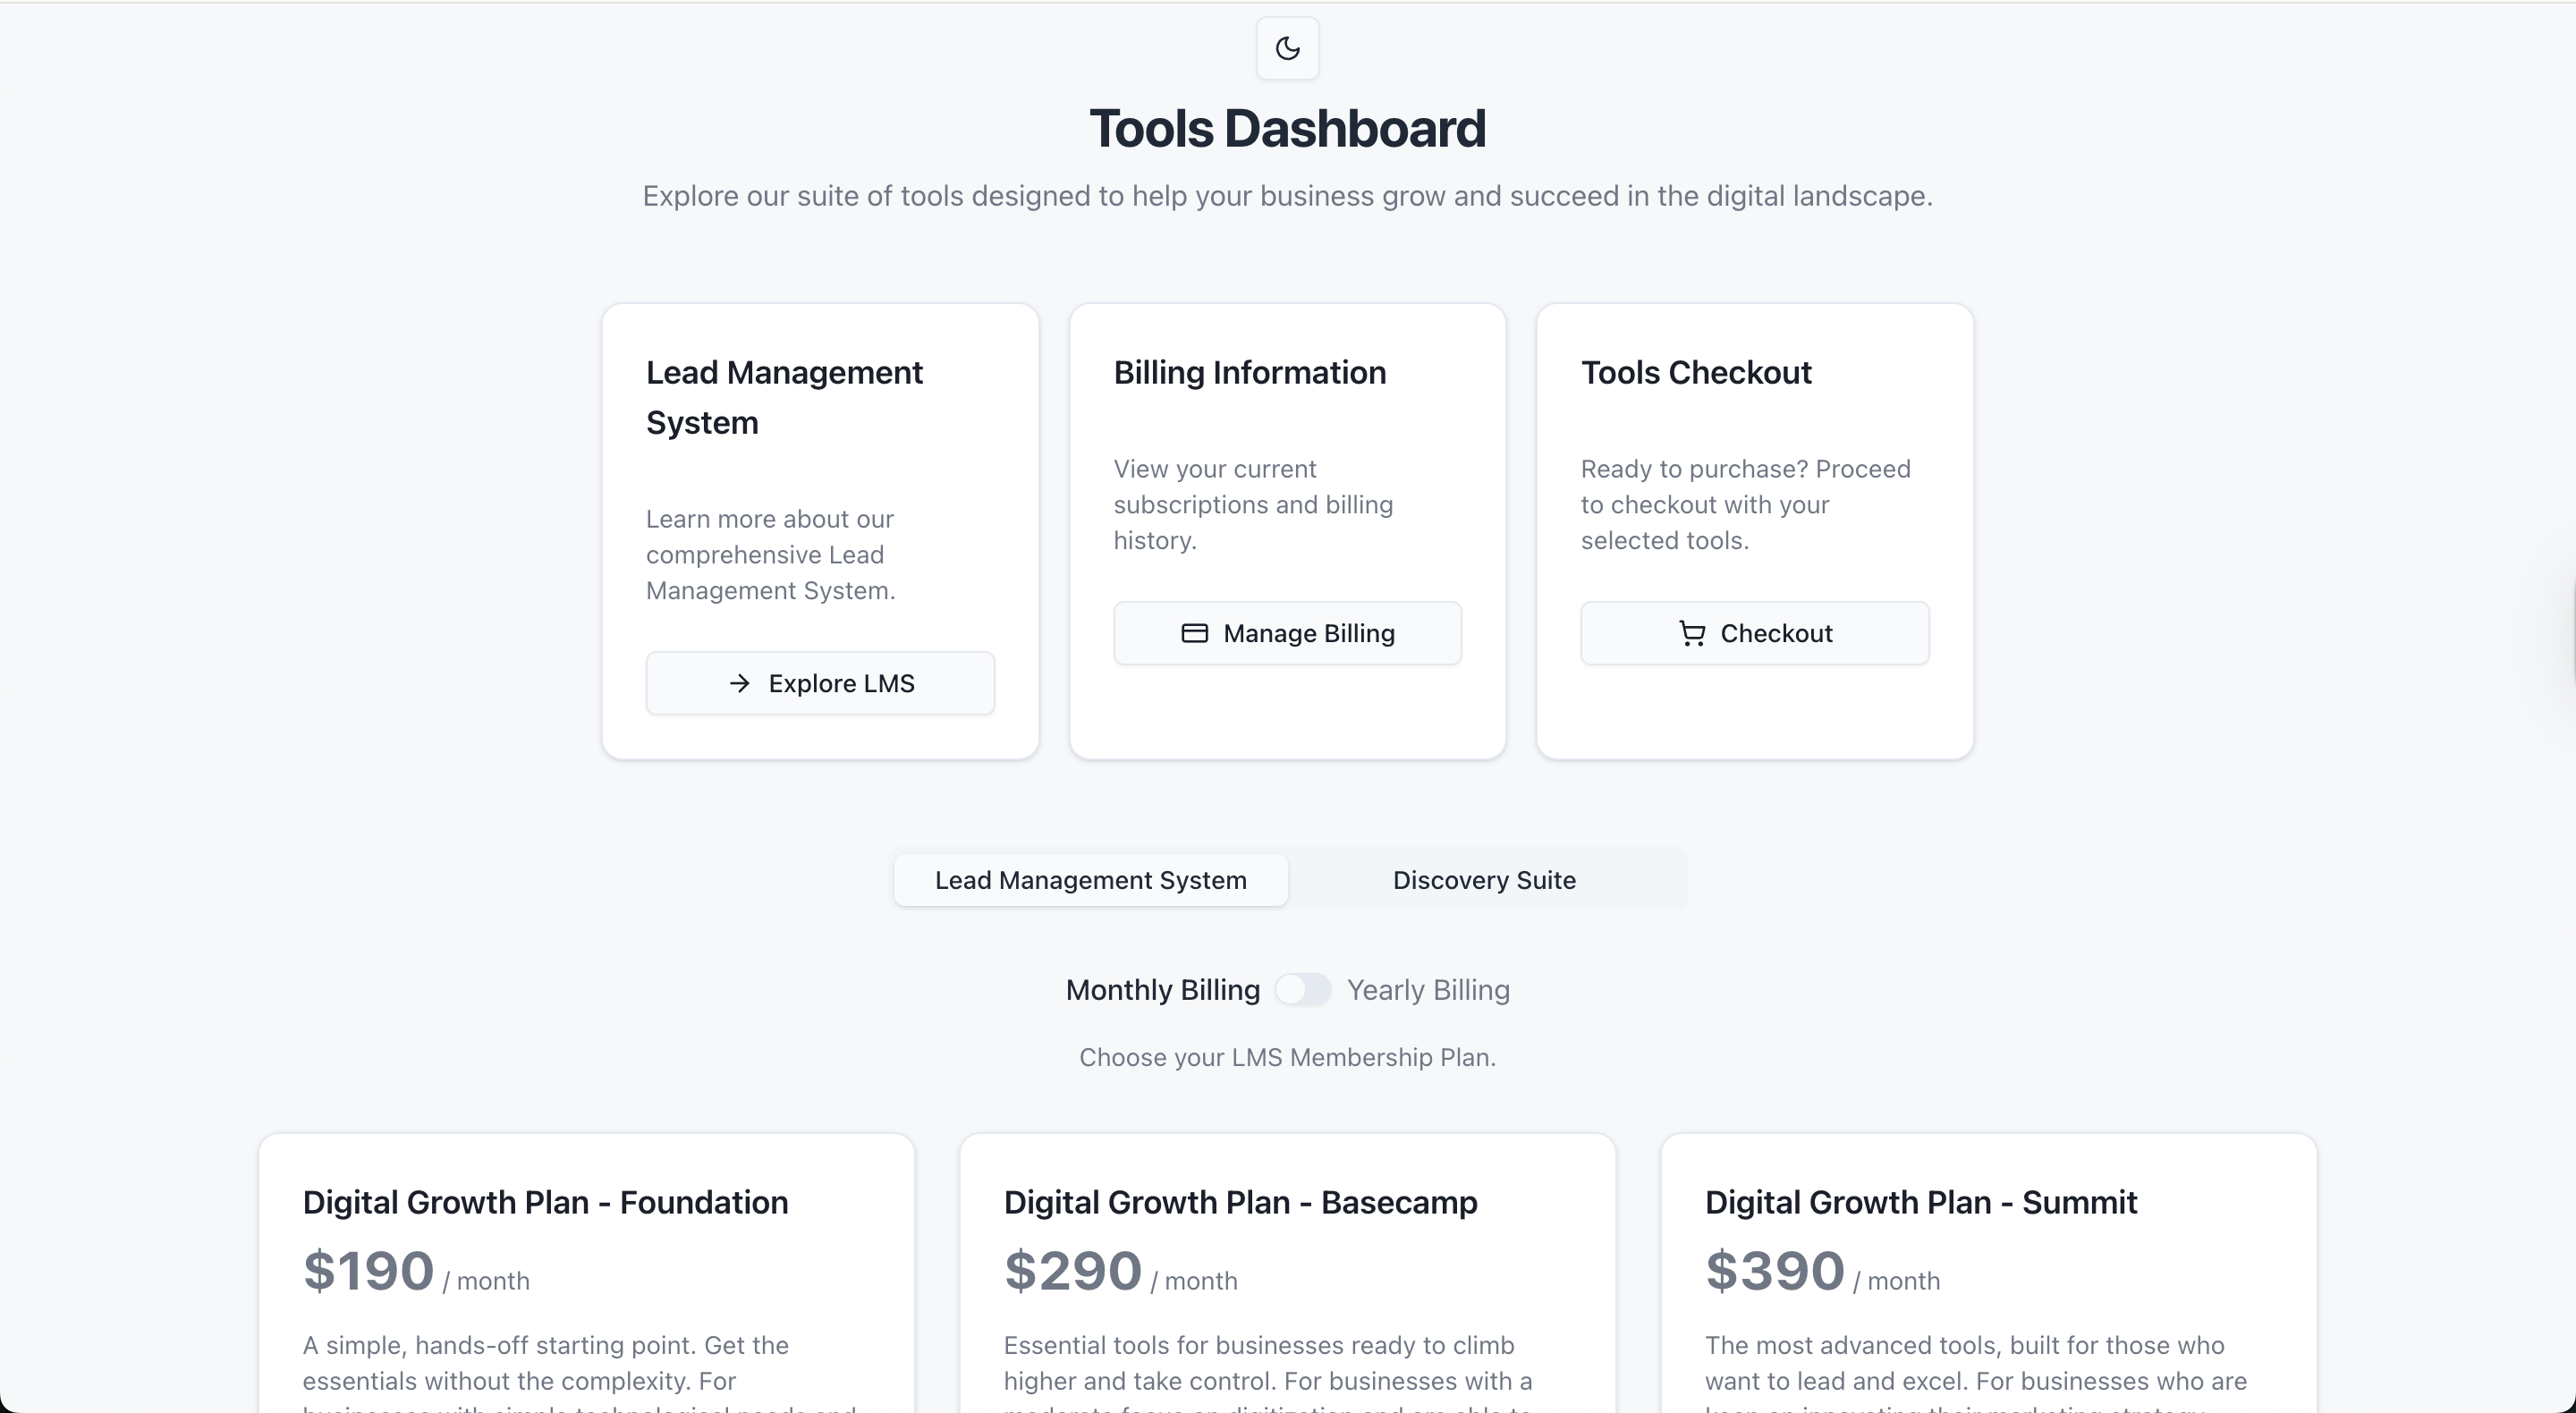 Tools Dashboard
Explore our suite of tools designed to help your business grow and succeed in the digital landscape.
Lead Management
System
Learn more about our
comprehensive Lead
Management System.
Explore LMS
Billing Information
View your current
subscriptions and billing
history.
Manage Billing
Tools Checkout
Ready to purchase? Proceed
to checkout with your
selected tools.
Checkout
Lead Management System
Discovery Suite
Monthly Billing
Yearly Billing
Choose your LMS Membership Plan.
Digital Growth Plan - Foundation
$190 / month
A simple, hands-off starting point. Get the
essentials without the complexity. For
Digital Growth Plan - Basecamp
$290 / month
Essential tools for businesses ready to climb
higher and take control. For businesses with a
Digital Growth Plan - Summit
$390 / month
The most advanced tools, built for those who
want to lead and excel. For businesses who are